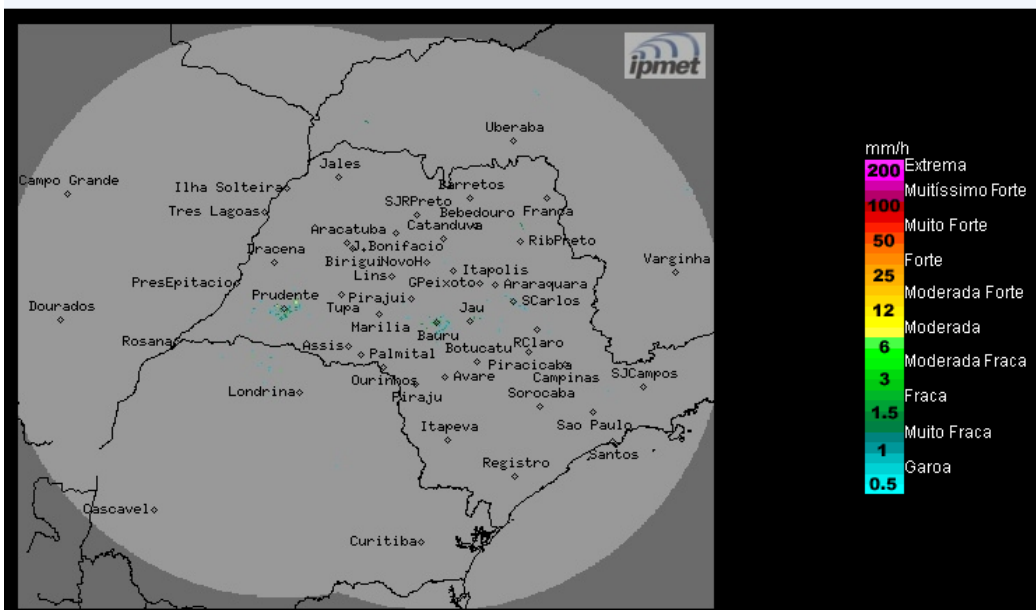 ipmet
Uberaba
Jales
Campo Grande
Ilha Solteira
Barretos
SJRPreto
Tres Lagoas
Bebedouro
Franca
Catanduva
Aracatuba
J.Bonifacio
RibPreto
Dracena
Birigui
NovoH
Itapolis
Varginha
Lins
PresEpitacio
GPeixoto
Araraquara
Prudente
Tupa
Pirajui
SCarlos
Dourados
Jau
Marilia
Bauru
Rosana
Assis
Palmital
Botucatu
RClaro
Piracicaba
SJCampos
Ourinhos
Avare
Campinas
Londrina
Piraju
Sorocaba
Itapeva
Sao Paulo
Santos
Registro
Cascavel
Curitiba
mm/h
200 Extrema
Muitíssimo Forte
100
Muito Forte
50
Forte
25
Moderada Forte
12
Moderada
6
Moderada Fraca
3
Fraca
1.5
Muito Fraca
1
Garoa
0.5